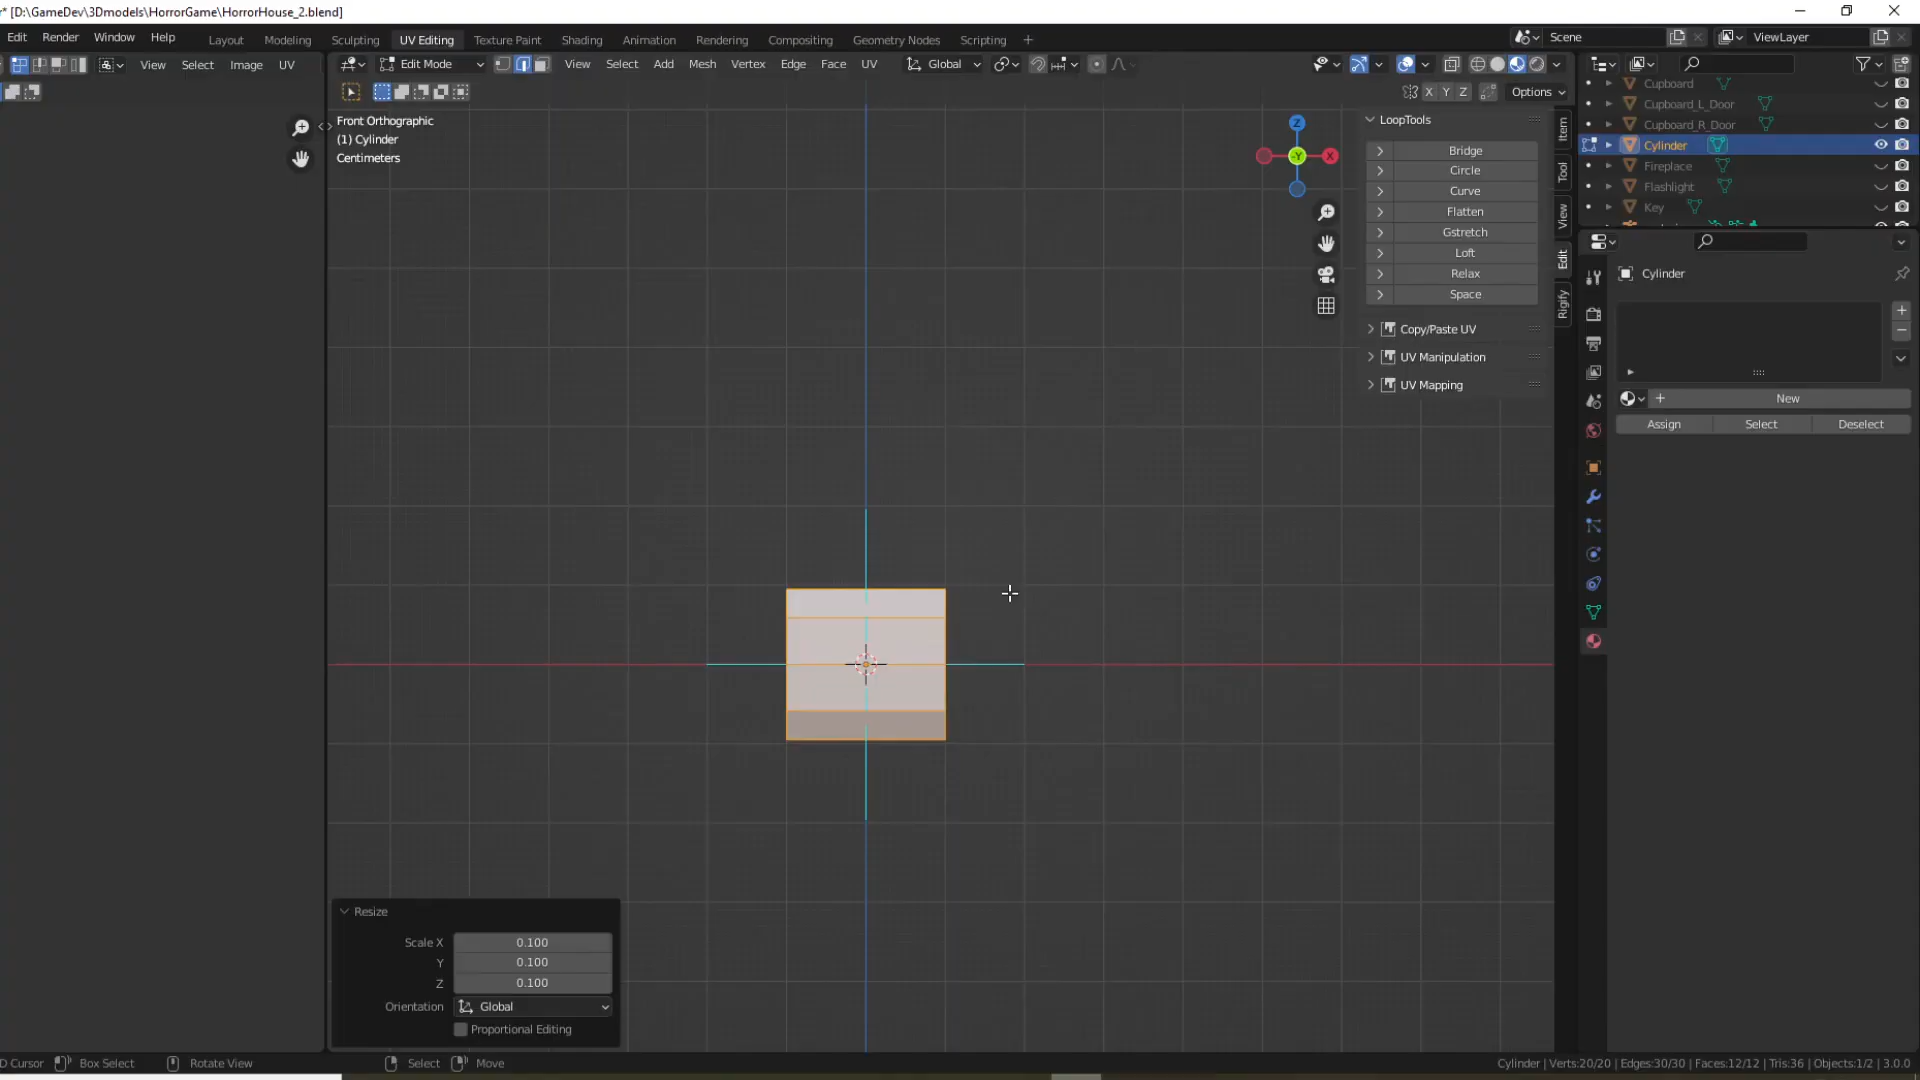 r* [D:\GameDev\3Dmodels\HorrorGame\HorrorHouse_2.blend]
Edit Render Window Help Layout Modeling Sculpting UV Editing Texture Paint Shading Animation Rendering Compositing Geometry Nodes Scripting + Scene ViewLayer
View Select Image UV Edit Mode View Select Add Mesh Vertex Edge Face UV Global
X Y Z Options
Front Orthographic
(1) Cylinder
Centimeters
Z
-Y
X
LoopTools
Bridge
Circle
Curve
Flatten
Gstretch
Loft
Relax
Space
Copy/Paste UV
UV Manipulation
UV Mapping
Item
Tool
View
Edit
Rigify
Cupboard
Cupboard_L_Door
Cupboard_R_Door
Cylinder
Fireplace
Flashlight
Key
Cylinder
New
Assign Select Deselect
Resize
Scale X 0.100
Y 0.100
Z 0.100
Orientation Global
Proportional Editing
D Cursor Box Select Rotate View Select Move Cylinder | Verts:20/20 | Edges:30/30 | Faces:12/12 | Tris:36 | Objects:1/2 | 3.0.0